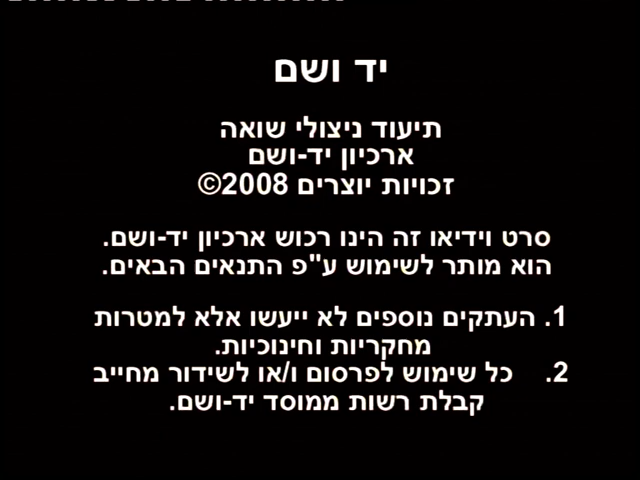 יד ושם
תיעוד ניצולי שואה
ארכיון יד-ושם
זכויות יוצרים 2008©
סרט וידיאו זה הינו רכוש ארכיון יד-ושם.
הוא מותר לשימוש ע"פ התנאים הבאים.
1. העתקים נוספים לא ייעשו אלא למטרות
מחקריות וחינוכיות.
2. כל שימוש לפרסום ו/או לשידור מחייב
קבלת רשות ממוסד יד-ושם.